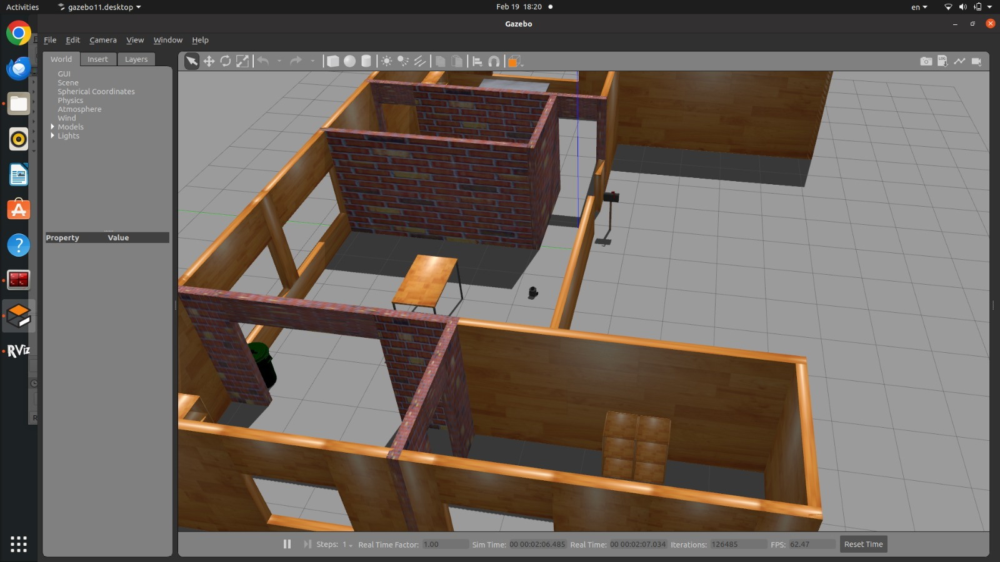 Activities
gazebo11.desktop
Feb 19 18:20
en
Gazebo
File Edit Camera View Window Help
World Insert Layers
GUI
Scene
Spherical Coordinates
Physics
Atmosphere
Wind
Models
Lights
Property Value
LOG
RViz
Steps: 1 Real Time Factor: 1.00 Sim Time: 00 00:02:06.485 Real Time: 00 00:02:07.034 Iterations: 126485 FPS: 62.47 Reset Time